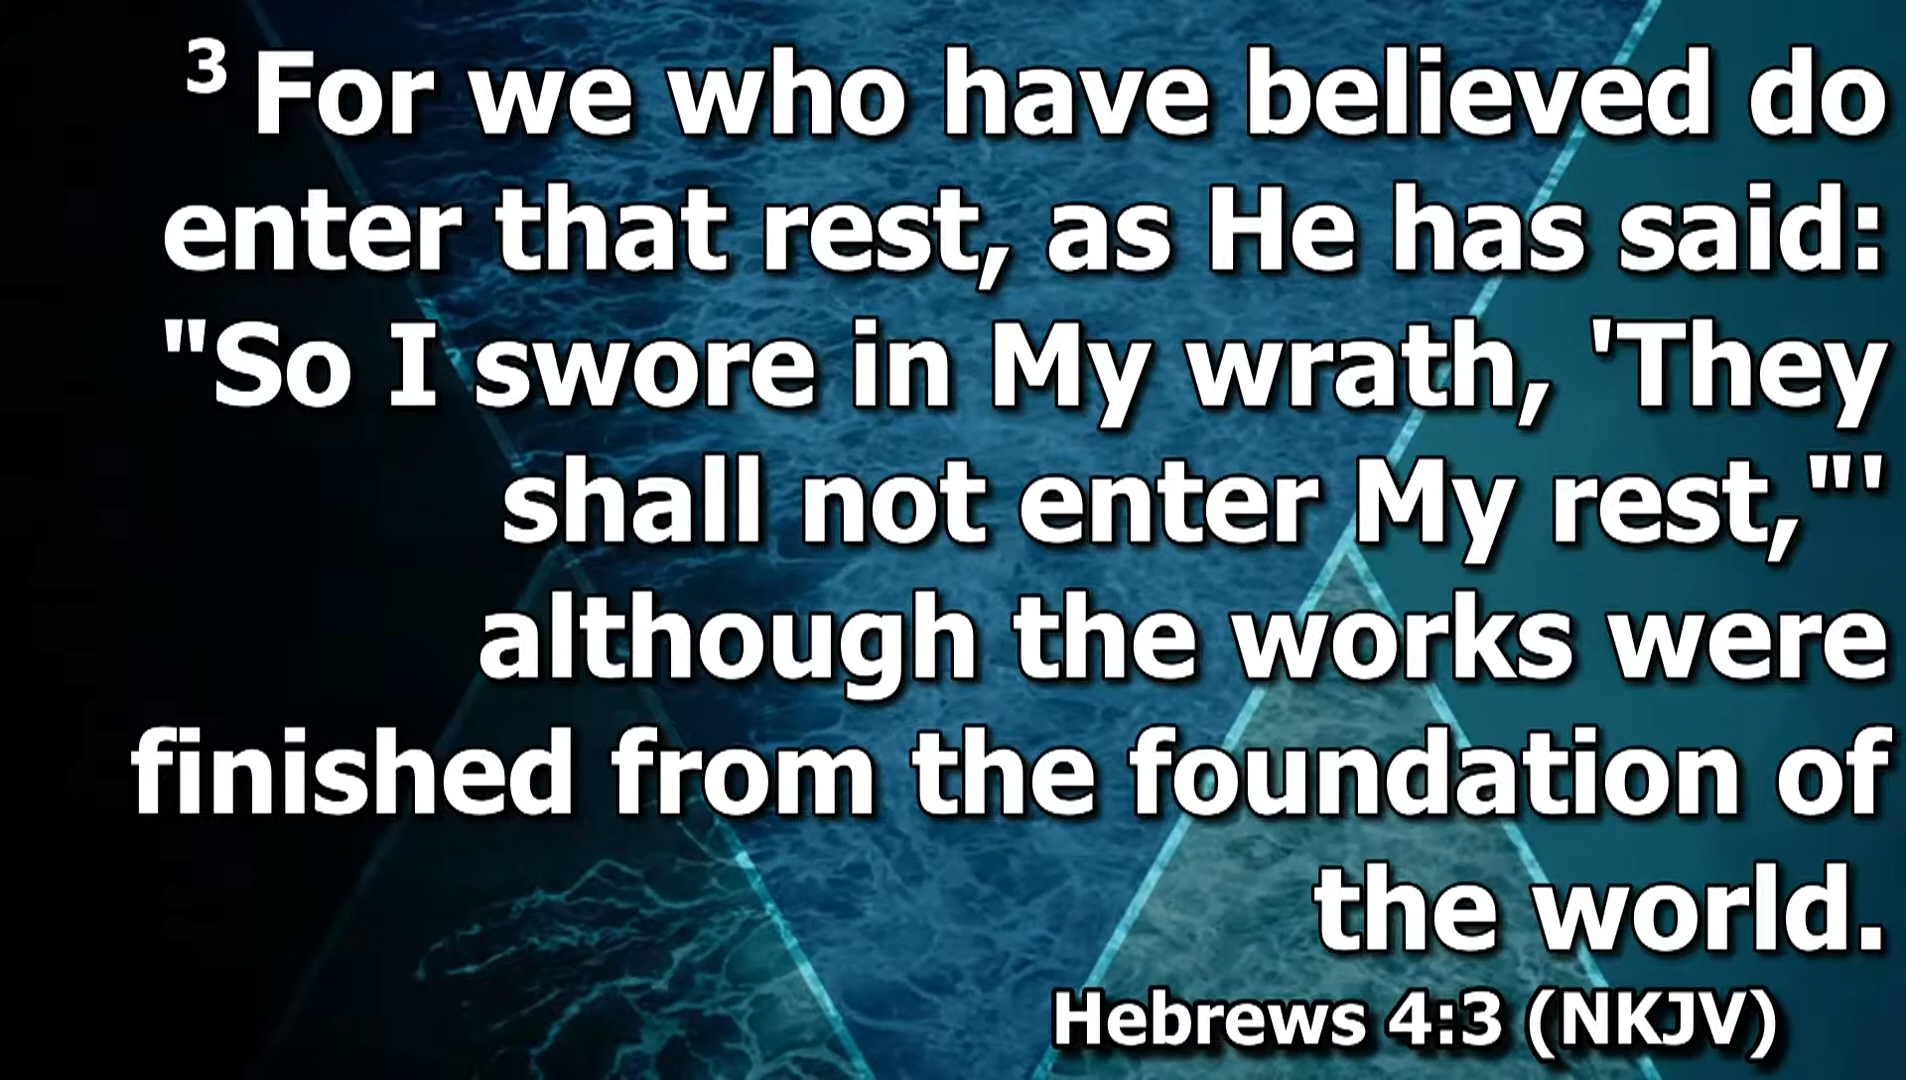 3 For we who have believed do
enter that rest, as He has said:
"So I swore in My wrath, 'They
shall not enter My rest,"'
although the works were
finished from the foundation of
the world.
Hebrews 4:3 (NKJV)